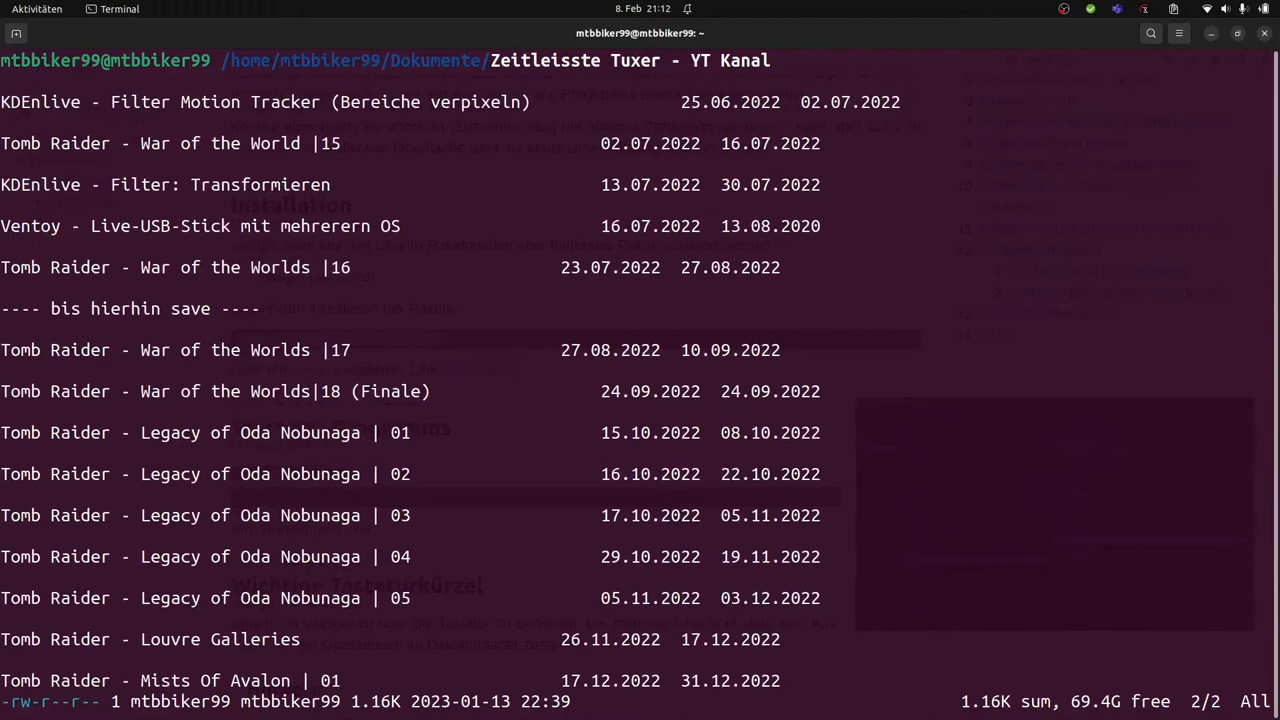 Aktivitäten Terminal 8. Feb 21:12
mtbbiker99@mtbbiker99: ~
mtbbiker99@mtbbiker99 /home/mtbbiker99/Dokumente/Zeitleisste Tuxer - YT Kanal
KDEnlive - Filter Motion Tracker (Bereiche verpixeln) 25.06.2022 02.07.2022
Tomb Raider - War of the World |15 02.07.2022 16.07.2022
KDEnlive - Filter: Transformieren 13.07.2022 30.07.2022
Installation
Ventoy - Live-USB-Stick mit mehrerern OS 16.07.2022 13.08.2020
Tomb Raider - War of the Worlds |16 23.07.2022 27.08.2022
---- bis hierhin save ----
Tomb Raider - War of the Worlds |17 27.08.2022 10.09.2022
Tomb Raider - War of the Worlds|18 (Finale) 24.09.2022 24.09.2022
Tomb Raider - Legacy of Oda Nobunaga | 01 15.10.2022 08.10.2022
Tomb Raider - Legacy of Oda Nobunaga | 02 16.10.2022 22.10.2022
Tomb Raider - Legacy of Oda Nobunaga | 03 17.10.2022 05.11.2022
Tomb Raider - Legacy of Oda Nobunaga | 04 29.10.2022 19.11.2022
Wichtige Tastaturkürzel
Tomb Raider - Legacy of Oda Nobunaga | 05 05.11.2022 03.12.2022
Tomb Raider - Louvre Galleries 26.11.2022 17.12.2022
Tomb Raider - Mists Of Avalon | 01 17.12.2022 31.12.2022
-rw-r--r-- 1 mtbbiker99 mtbbiker99 1.16K 2023-01-13 22:39 1.16K sum, 69.4G free 2/2 All